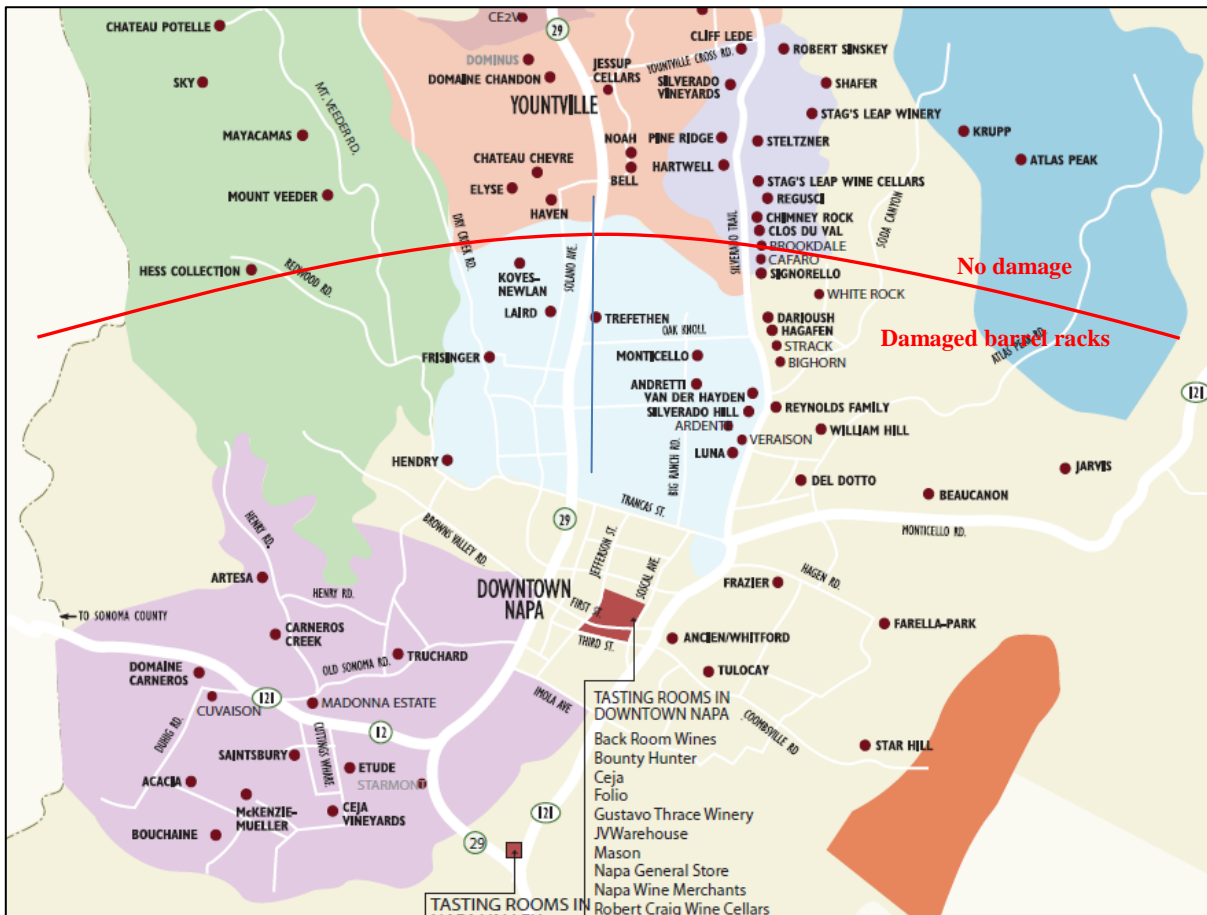 CHATEAU POTELLE
CE2V
29
CLIFF LEDE
ROBERT SINSKEY
SKY
MT. VEEDER RD.
DOMINUS
DOMAINE CHANDON
YOUNTVILLE
JESSUP
CELLARS
YOUNTVILLE CROSS RD.
SILVERADO
VINEYARDS
SHAFER
STAG'S LEAP WINERY
MAYACAMAS
NOAH
PINE RIDGE
STELTZNER
KRUPP
ATLAS PEAK
CHATEAU CHEVRE
HARTWELL
MOUNT VEEDER
ELYSE
BELL
STAG'S LEAP WINE CELLARS
REGUSCI
HAVEN
CHIMNEY ROCK
CLOS DU VAL
SODA CANYON
DRY CREEK RD.
SOLANO AVE.
SILVERADO TRAIL
BROOKDALE
CAFARO
SIGNORELLO
HESS COLLECTION
REDWOOD RD.
KOVES-
NEWLAN
No damage
WHITE ROCK
LAIRD
TREFETHEN
OAK KNOLL
DARIOUSH
HAGAFEN
STRACK
BIGHORN
Damaged barrel racks
ATLAS PEAK RD.
FRISINGER
MONTICELLO
ANDRETTI
VAN DER HAYDEN
SILVERADO HILL
ARDENTE
REYNOLDS FAMILY
121
WILLIAM HILL
VERAISON
BIG RANCH RD.
LUNA
HENDRY
JARVIS
DEL DOTTO
BEAUCANON
TRANCAS ST.
MONTICELLO RD.
29
HENRY RD.
BROWNS VALLEY RD.
JEFFERSON ST.
SOSCAL AVE.
ARTESA
HENRY RD.
DOWNTOWN
NAPA
FIRST ST.
THIRD ST.
FRAZIER
HAGEN RD.
TO SONOMA COUNTY
CARNEROS
CREEK
FARELLA-PARK
ANCIEN/WHITFORD
OLD SONOMA RD.
TRUCHARD
DOMAINE
CARNEROS
TULOCAY
IMOLA AVE
121
CUVAISON
MADONNA ESTATE
TASTING ROOMS IN
DOWNTOWN NAPA
Back Room Wines
Bounty Hunter
Ceja
Folio
Gustavo Thrace Winery
JVWarehouse
Mason
Napa General Store
Napa Wine Merchants
Robert Craig Wine Cellars
COOMBSVILLE RD
STAR HILL
DUHIG RD.
12
CUTTINGS WHARF.
SAINTSBURY
ETUDE
STARMONT
ACACIA
McKENZIE-
MUELLER
CEJA
VINEYARDS
121
BOUCHAINE
29
TASTING ROOMS IN